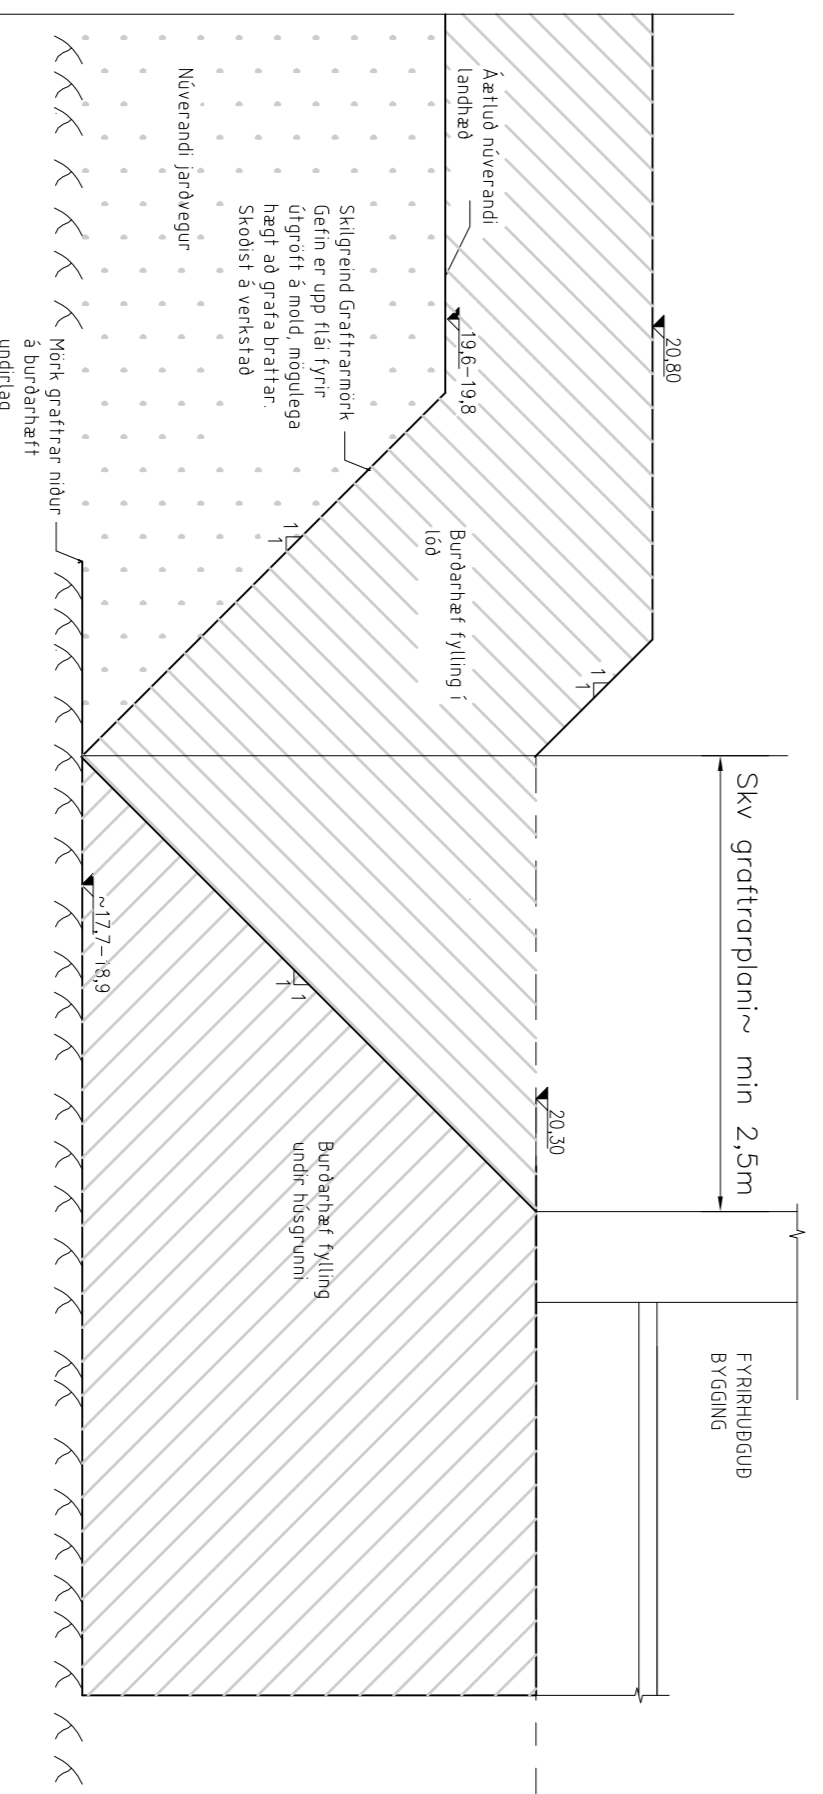 Skv graftrarplani~ min 2,5m
FYRIRHUÐGUÐ
BYGGING
20,80
20,30
1
1
Áætluð núverandi
landhæð
19,6-19,8
Burðarhæf fylling í
lóð
Skilgreind Graftrarmörk
Gefin er upp flái fyrir
útgröft á mold, mögulega
hægt að grafa brattar.
Skoðist á verkstað
1
1
1
1
Burðarhæf fylling
undir húsgrunni
Núverandi jarðvegur
~17,7-18,9
Mörk graftrar niður
á burðarhæft
undirlag